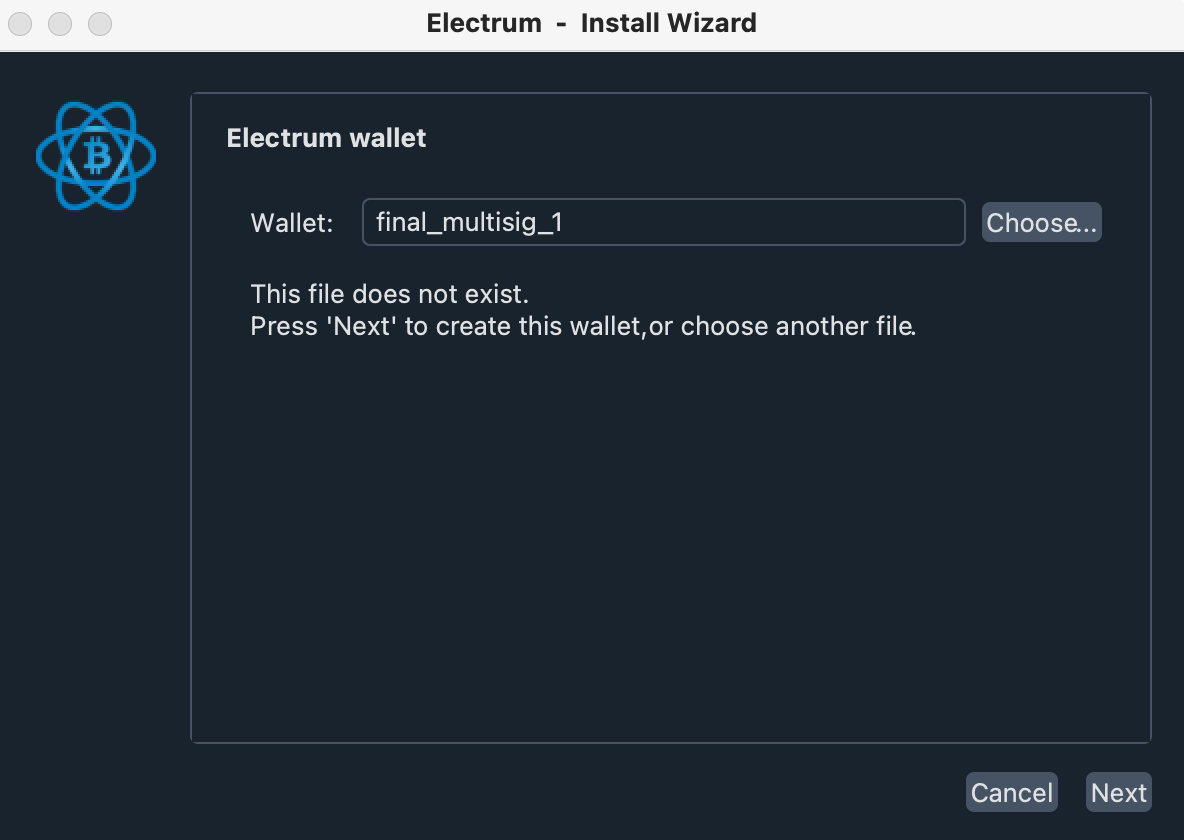 Electrum - Install Wizard
Electrum wallet
Wallet: final_multisig_1 Choose...
This file does not exist.
Press 'Next' to create this wallet,or choose another file.
Cancel Next